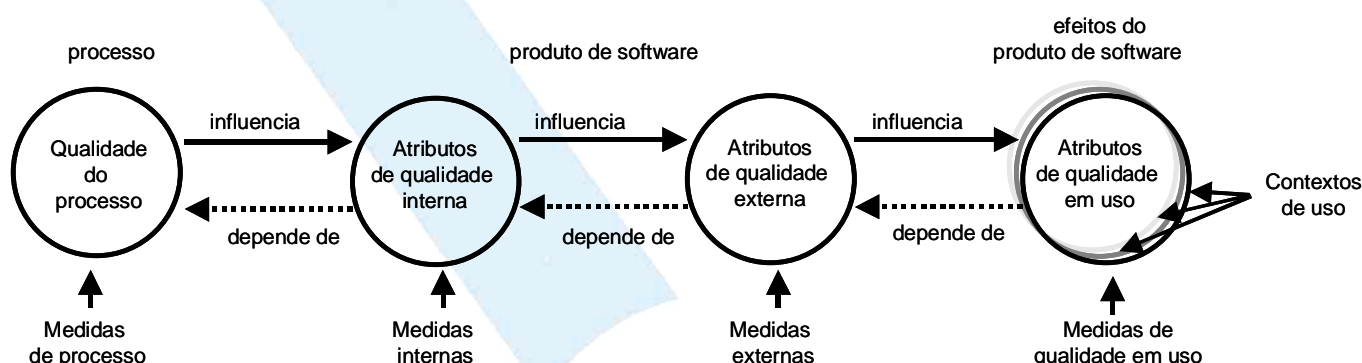 processo
produto de software
efeitos do
produto de software
Qualidade
do
processo
influencia
depende de
Atributos
de qualidade
interna
influencia
depende de
Atributos
de qualidade
externa
influencia
depende de
Atributos
de qualidade
em uso
Contextos
de uso
Medidas
de processo
Medidas
internas
Medidas
externas
Medidas de
qualidade em uso